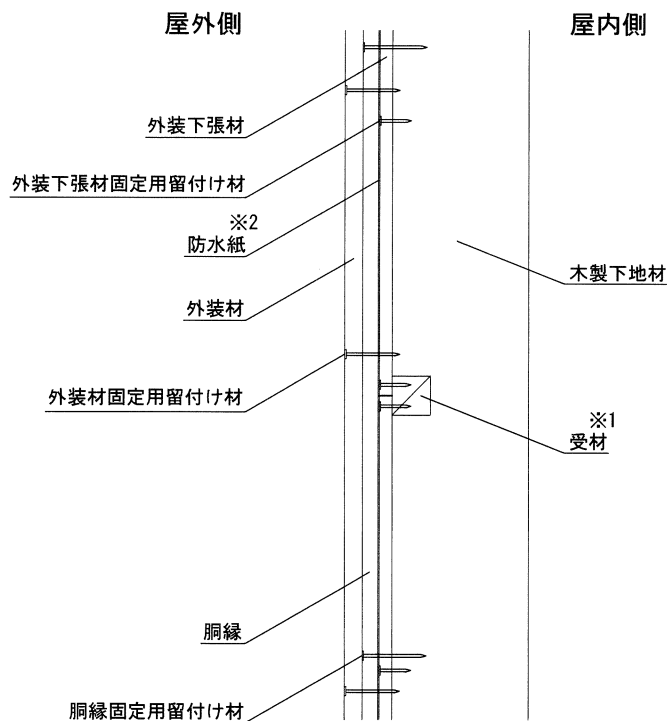 屋外側
屋内側
外装下張材
外装下張材固定用留付け材
※2
防水紙
木製下地材
外装材
外装材固定用留付け材
※1
受材
胴縁
胴縁固定用留付け材